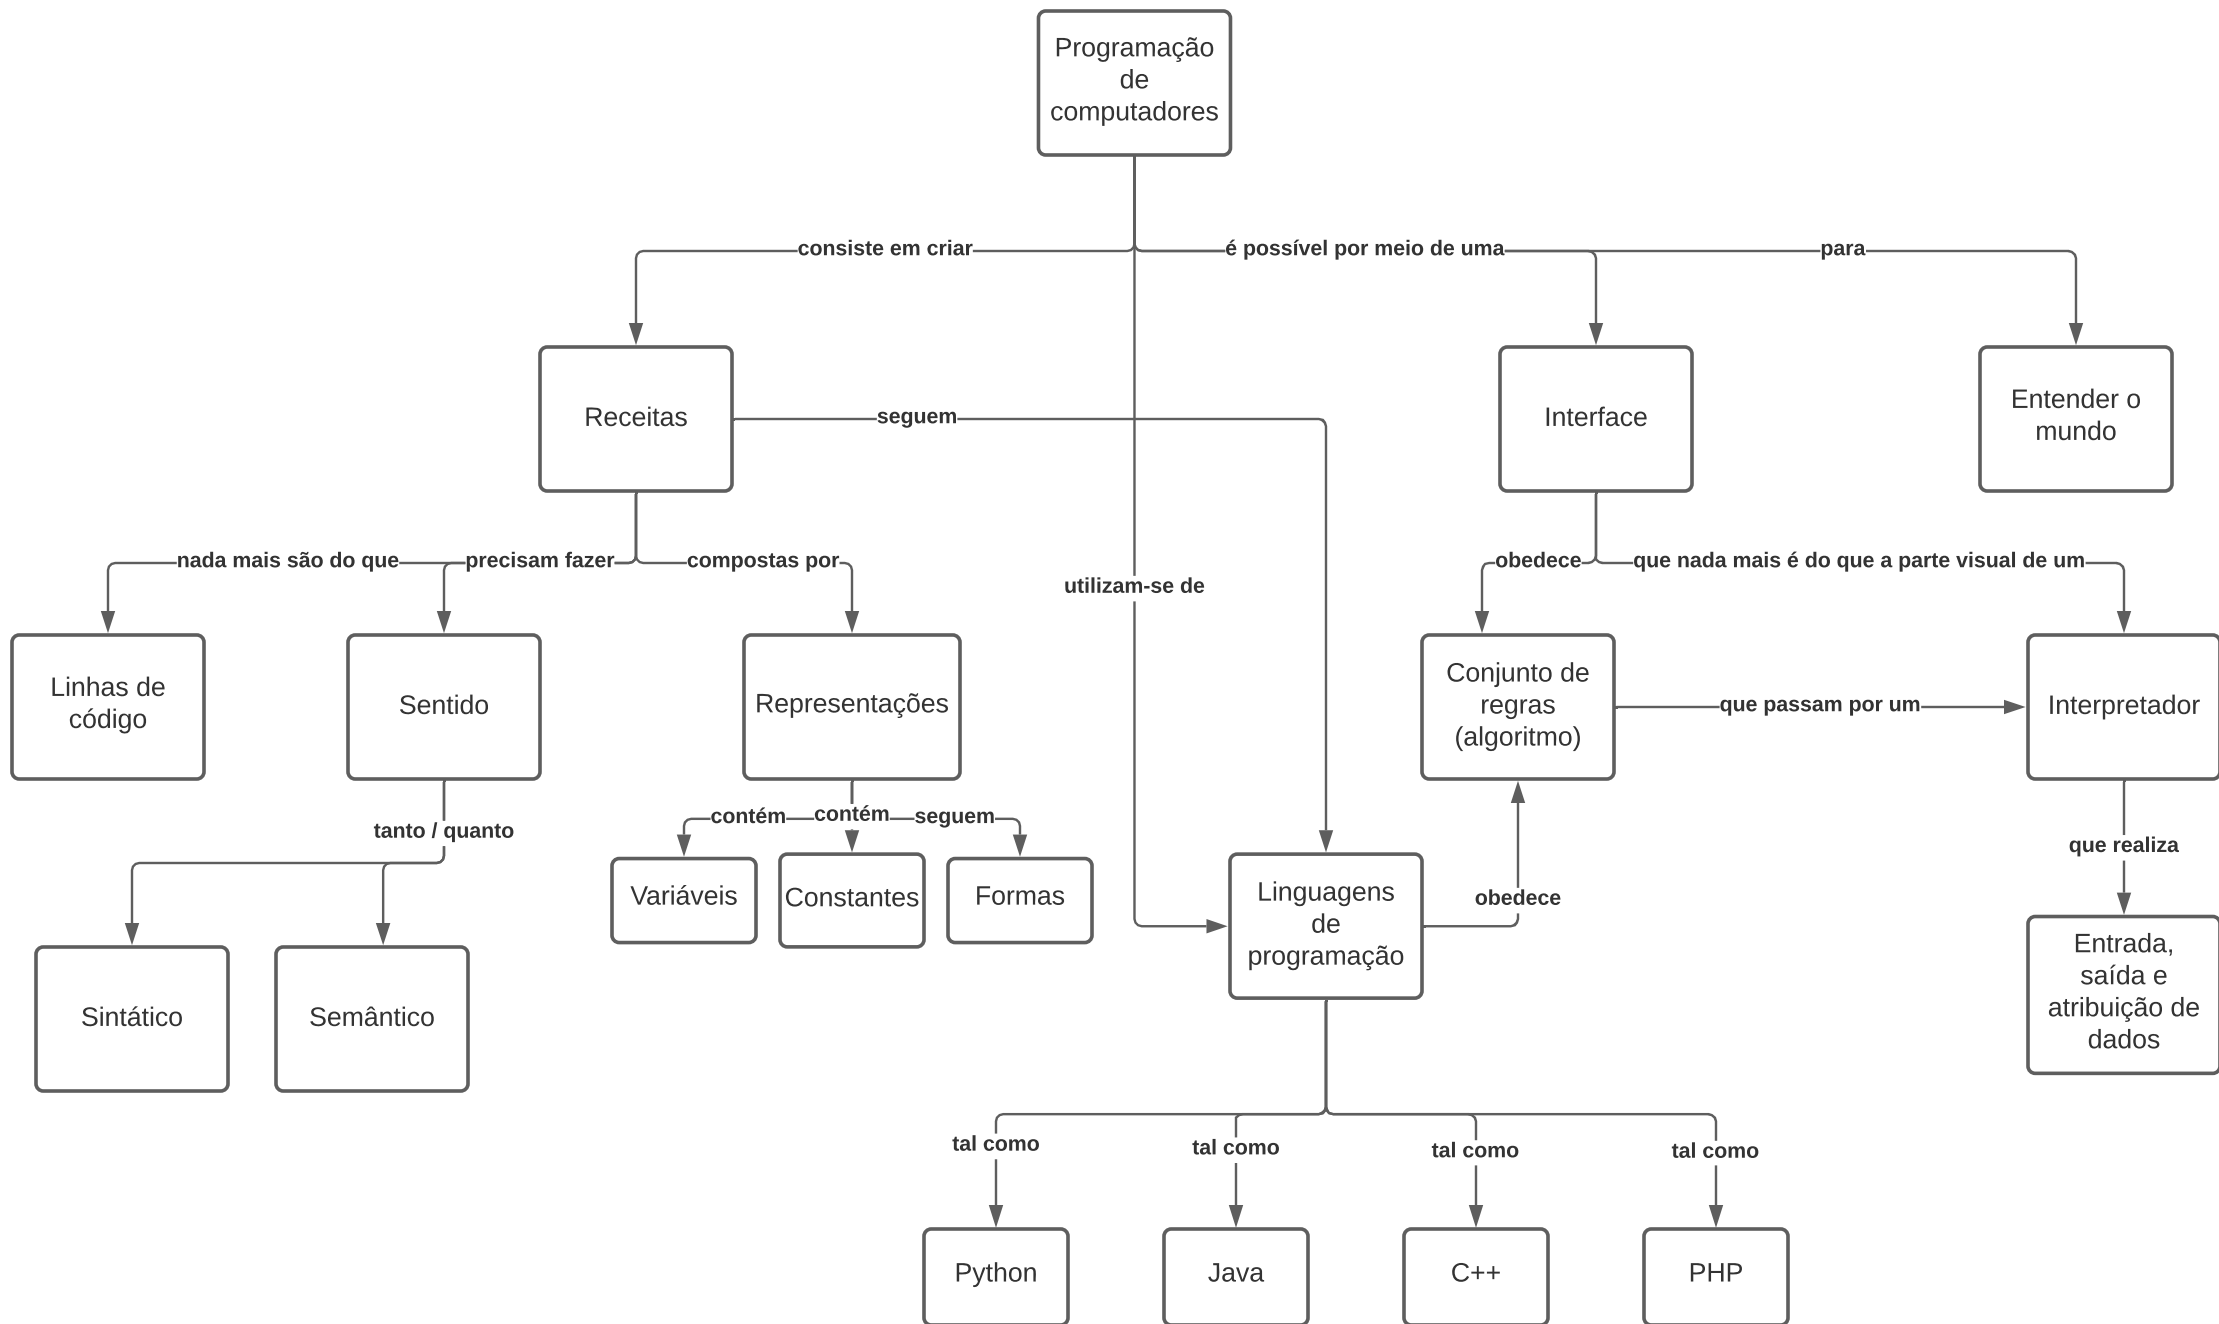 Programação
de
computadores
consiste em criar
é possível por meio de uma
para
Receitas
seguem
Interface
Entender o
mundo
nada mais são do que
precisam fazer
compostas por
utilizam-se de
obedece
que nada mais é do que a parte visual de um
Linhas de
código
Sentido
Representações
Conjunto de
regras
(algoritmo)
que passam por um
Interpretador
tanto / quanto
contém
contém
seguem
que realiza
Variáveis
Constantes
Formas
Linguagens
de
programação
obedece
Entrada,
saída e
atribuição de
dados
Sintático
Semântico
tal como
tal como
tal como
tal como
Python
Java
C++
PHP